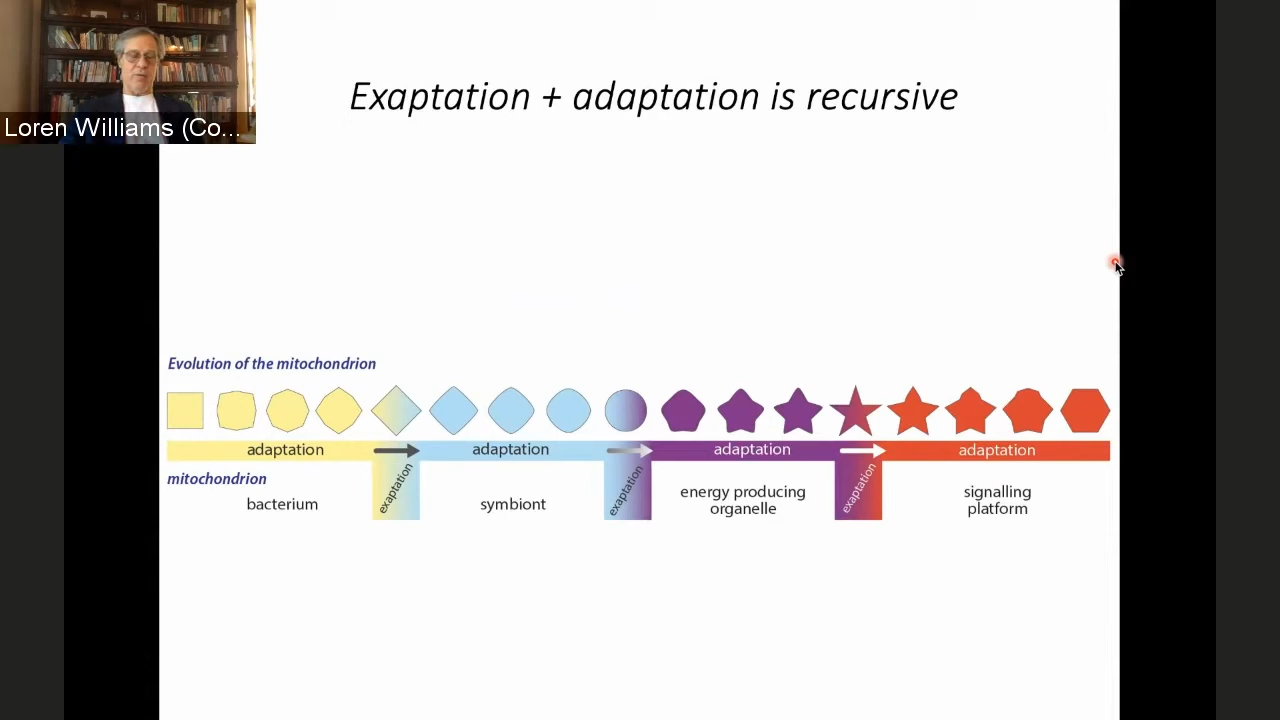 Loren Williams (Co...
Exaptation + adaptation is recursive
Evolution of the mitochondrion
adaptation
adaptation
adaptation
adaptation
exaptation
exaptation
exaptation
mitochondrion
bacterium
symbiont
energy producing
organelle
signalling
platform